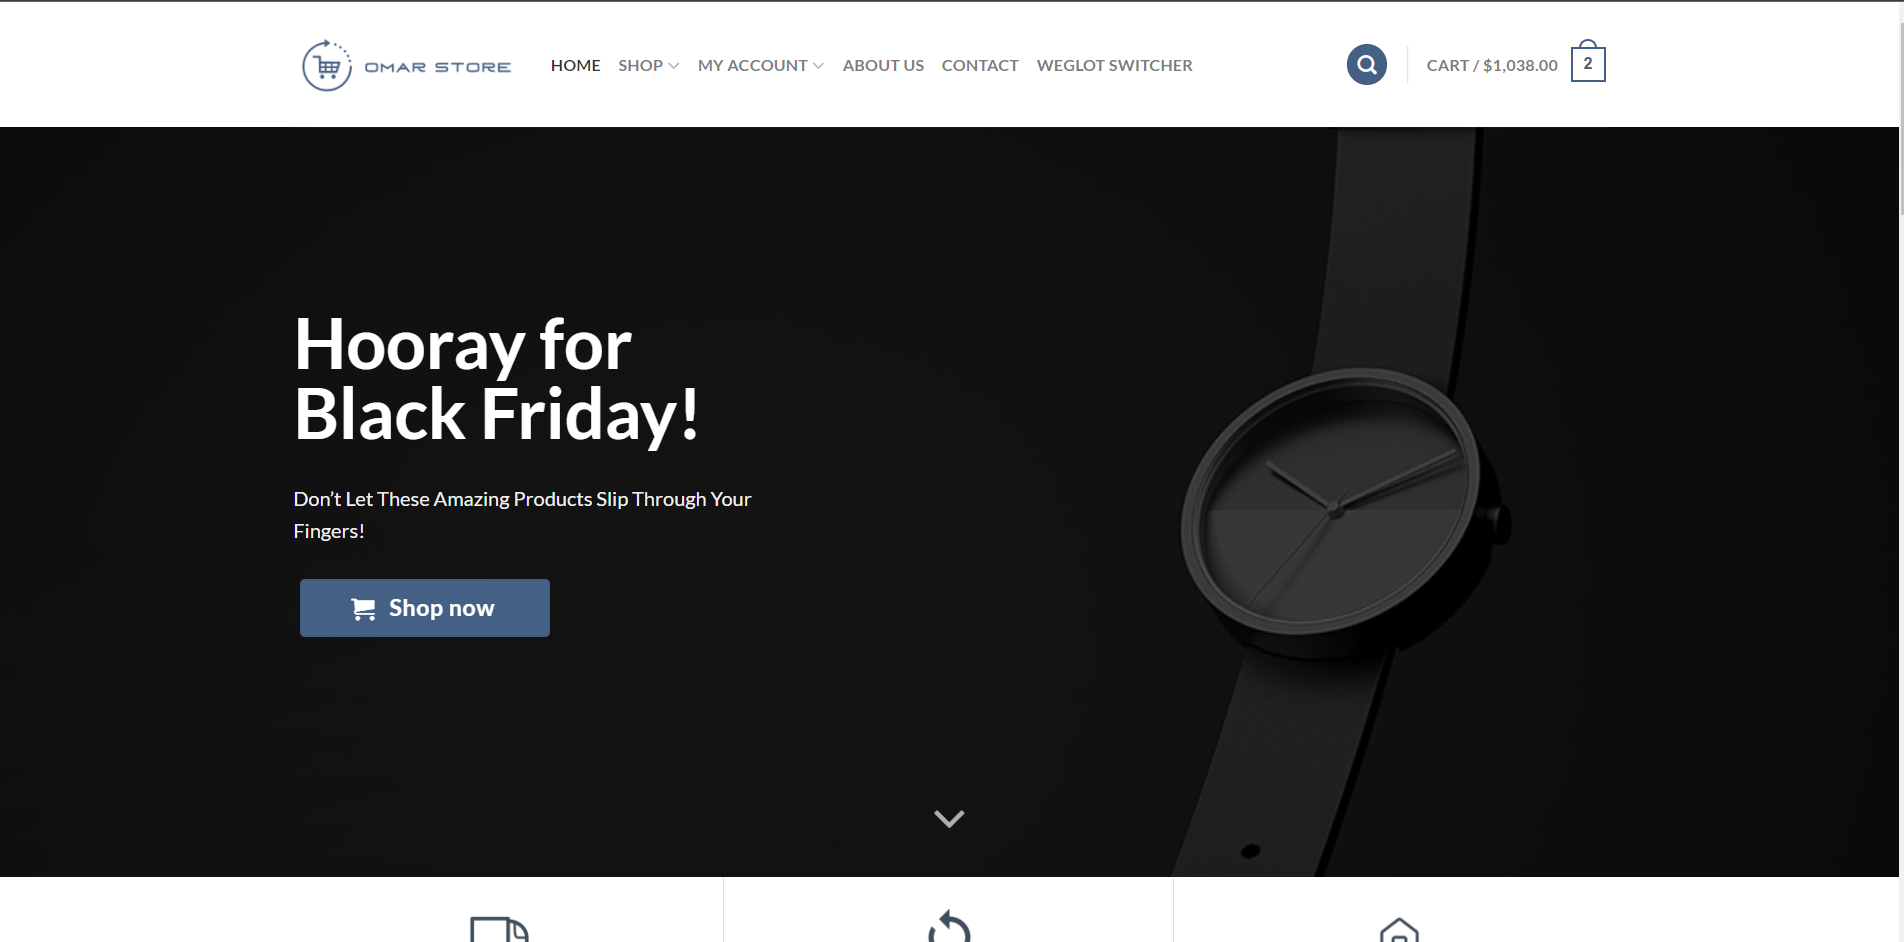 OMAR STORE
HOME
SHOP
MY ACCOUNT
ABOUT US
CONTACT
WEGLOT SWITCHER
CART / $1,038.00
2
Hooray for
Black Friday!
Don’t Let These Amazing Products Slip Through Your
Fingers!
Shop now